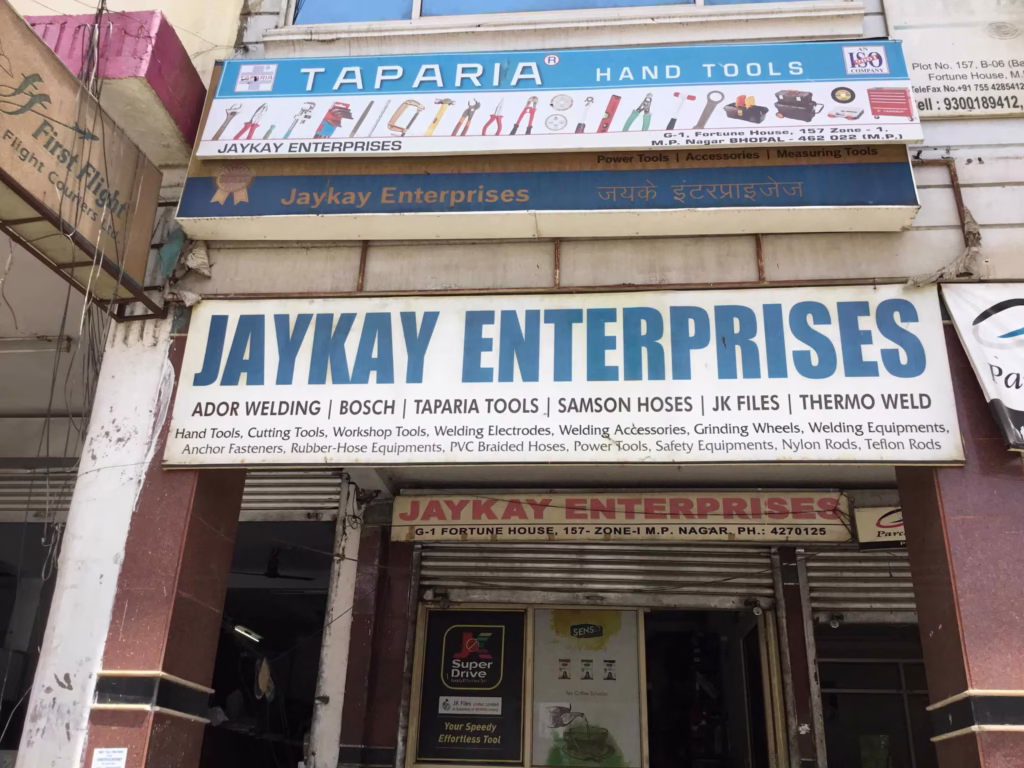 TAPARIA® HAND TOOLS
AN
ISO
COMPANY
JAYKAY ENTERPRISES
G-1, Fortune House, 157 Zone - 1,
M.P. Nagar BHOPAL - 462 022 (M.P.)
Power Tools | Accessories | Measuring Tools
Jaykay Enterprises जयके इंटरप्राइजेज
Plot No. 157, B-06
Fortune House, M.
TeleFax No.+91 755
ell : 9300189412,
First Flight
Flight Couriers Ltd.
JAYKAY ENTERPRISES
ADOR WELDING | BOSCH | TAPARIA TOOLS | SAMSON HOSES | JK FILES | THERMO WELD
Hand Tools, Cutting Tools, Workshop Tools, Welding Electrodes, Welding Accessories, Grinding Wheels, Welding Equipments,
Anchor Fasteners, Rubber-Hose Equipments, PVC Braided Hoses, Power Tools, Safety Equipments, Nylon Rods, Teflon Rods
JAYKAY ENTERPRISES
G-1 FORTUNE HOUSE, 157- ZONE-I M.P. NAGAR, PH.: 4270125
Super
Drive
JK Files
Your Speedy
Effortless Tool